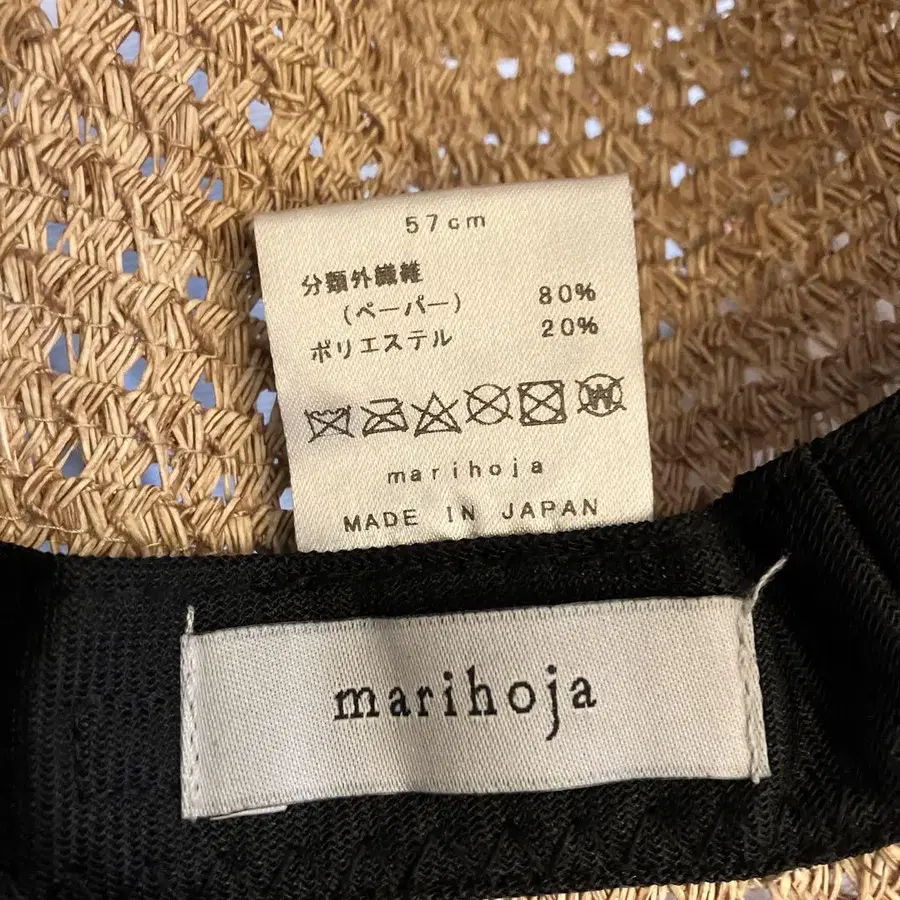 57cm
分類外繊維
(ペーパー) 80%
ポリエステル 20%
W
marihoja
MADE IN JAPAN
marihoja